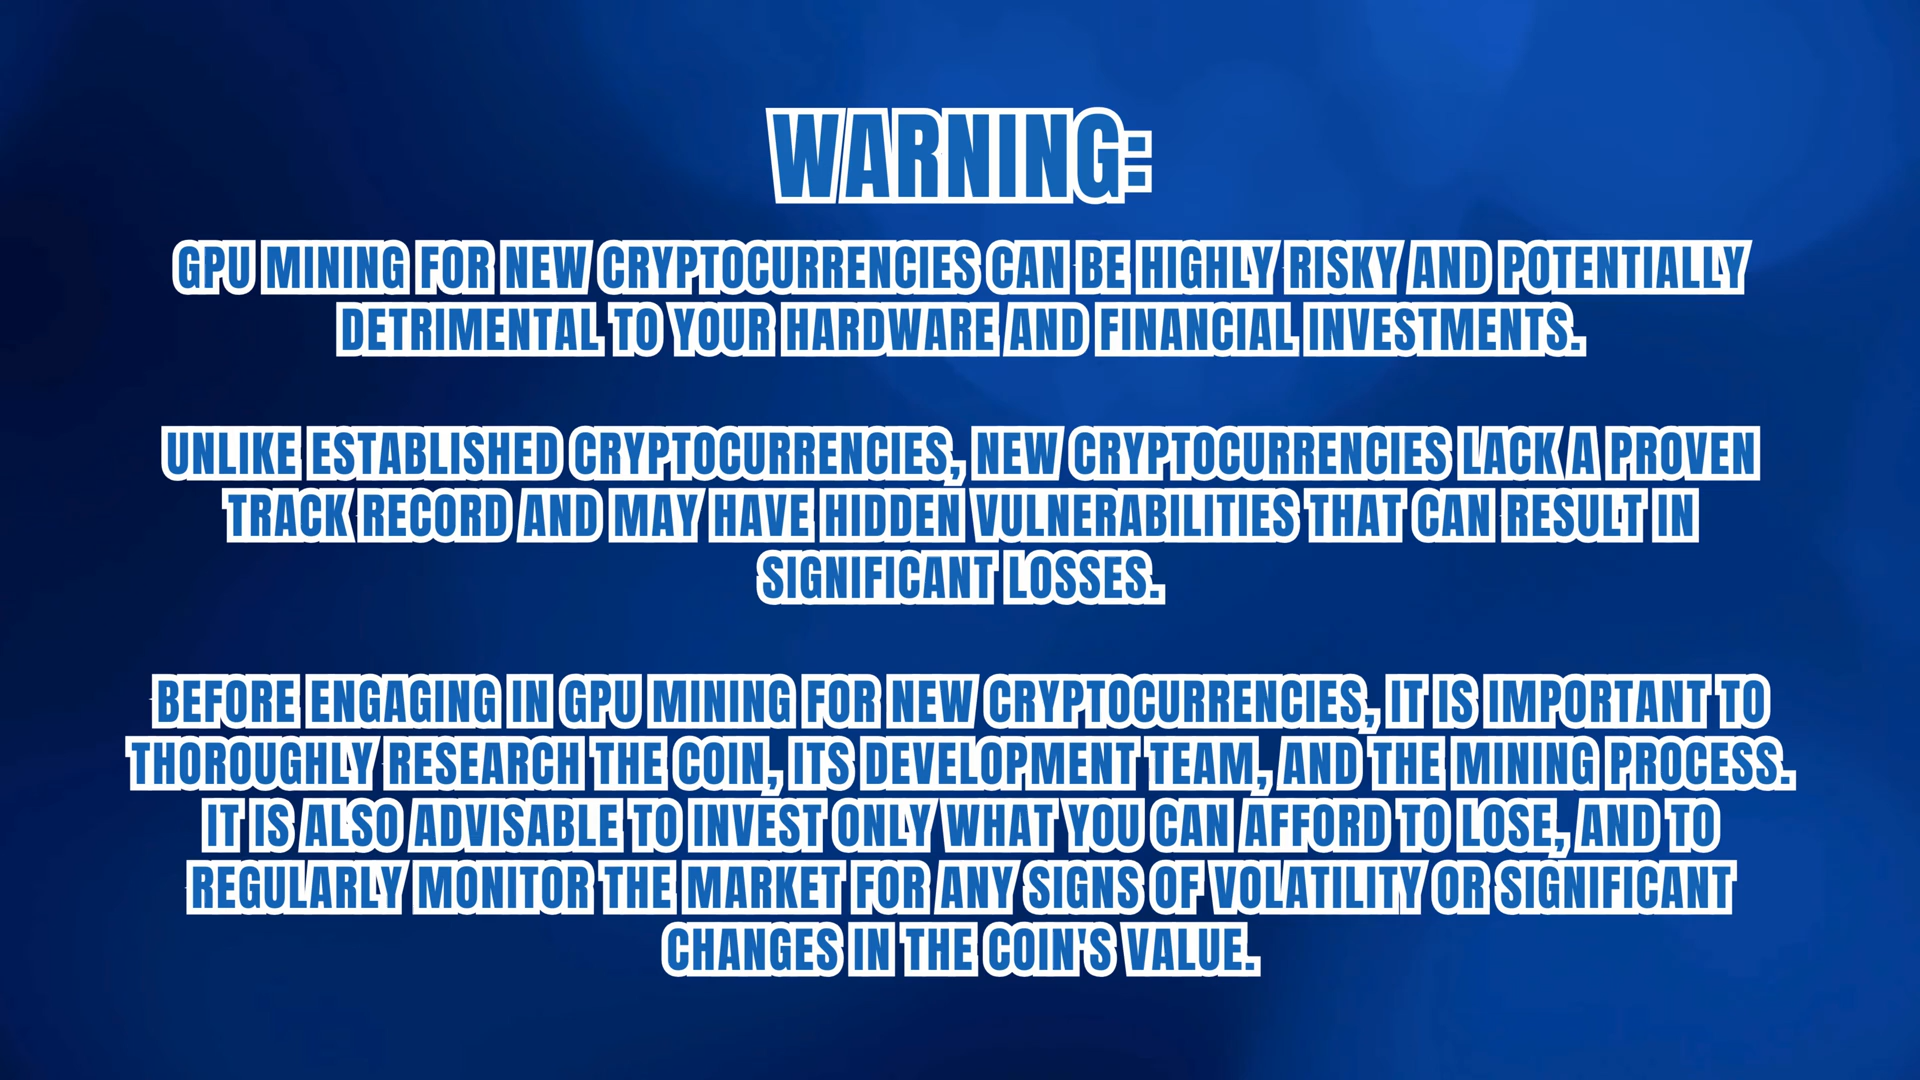 WARNING:
GPU MINING FOR NEW CRYPTOCURRENCIES CAN BE HIGHLY RISKY AND POTENTIALLY
DETRIMENTAL TO YOUR HARDWARE AND FINANCIAL INVESTMENTS.
UNLIKE ESTABLISHED CRYPTOCURRENCIES, NEW CRYPTOCURRENCIES LACK A PROVEN
TRACK RECORD AND MAY HAVE HIDDEN VULNERABILITIES THAT CAN RESULT IN
SIGNIFICANT LOSSES.
BEFORE ENGAGING IN GPU MINING FOR NEW CRYPTOCURRENCIES, IT IS IMPORTANT TO
THOROUGHLY RESEARCH THE COIN, ITS DEVELOPMENT TEAM, AND THE MINING PROCESS.
IT IS ALSO ADVISABLE TO INVEST ONLY WHAT YOU CAN AFFORD TO LOSE, AND TO
REGULARLY MONITOR THE MARKET FOR ANY SIGNS OF VOLATILITY OR SIGNIFICANT
CHANGES IN THE COIN'S VALUE.